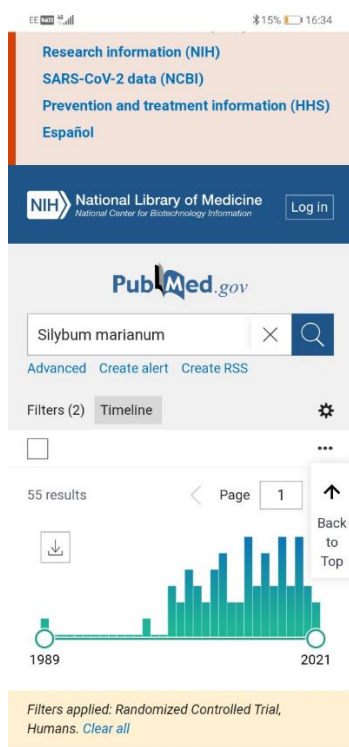 EE VoLTE 15% 16:34
Research information (NIH)
SARS-CoV-2 data (NCBI)
Prevention and treatment information (HHS)
Español
NIH National Library of Medicine
National Center for Biotechnology Information
Log in
PubMed.gov
Silybum marianum
Advanced Create alert Create RSS
Filters (2) Timeline
55 results Page 1
Back
to
Top
1989 2021
Filters applied: Randomized Controlled Trial,
Humans. Clear all